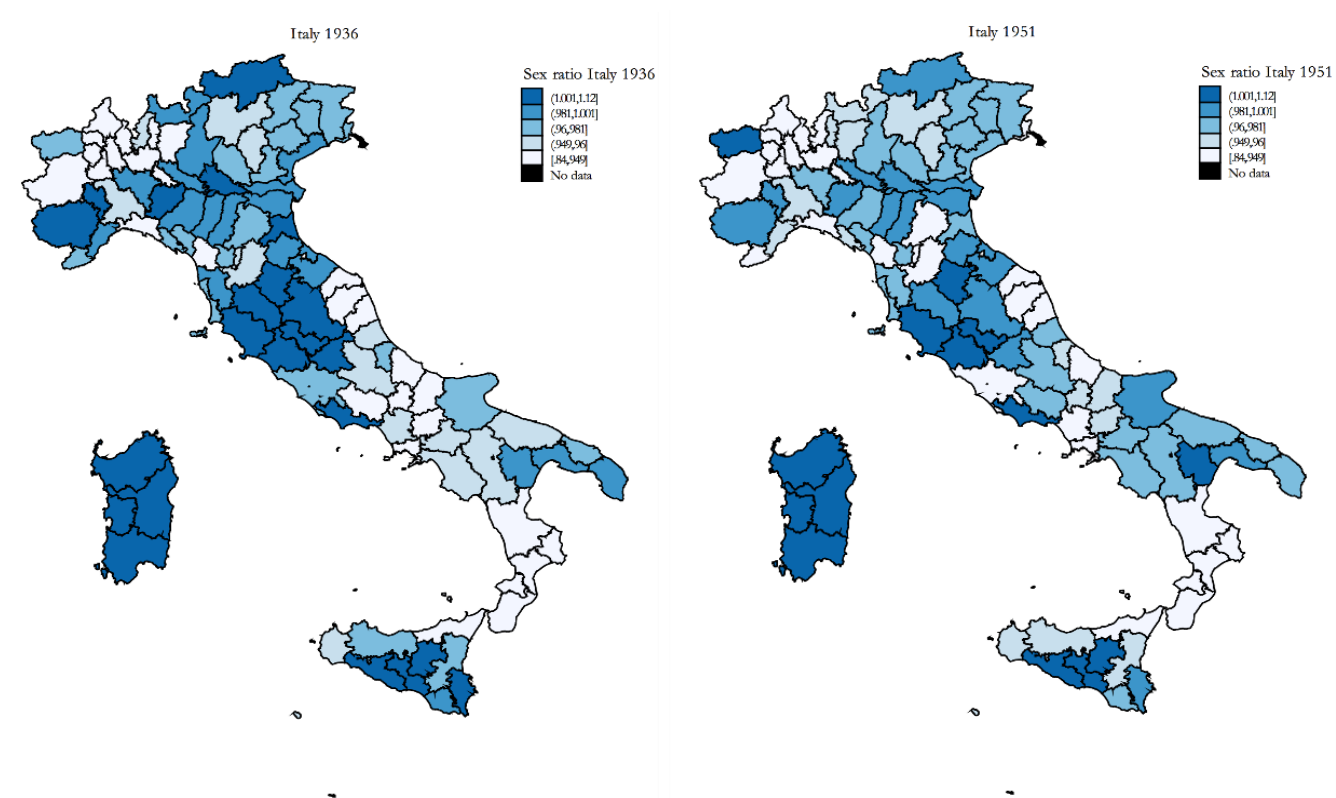 Italy 1936
Sex ratio Italy 1936
(1.001,1.12]
(.981,1.001]
(.96,.981]
(.949,.96]
[.84,.949]
No data
Italy 1951
Sex ratio Italy 1951
(1.001,1.12]
(.981,1.001]
(.96,.981]
(.949,.96]
[.84,.949]
No data